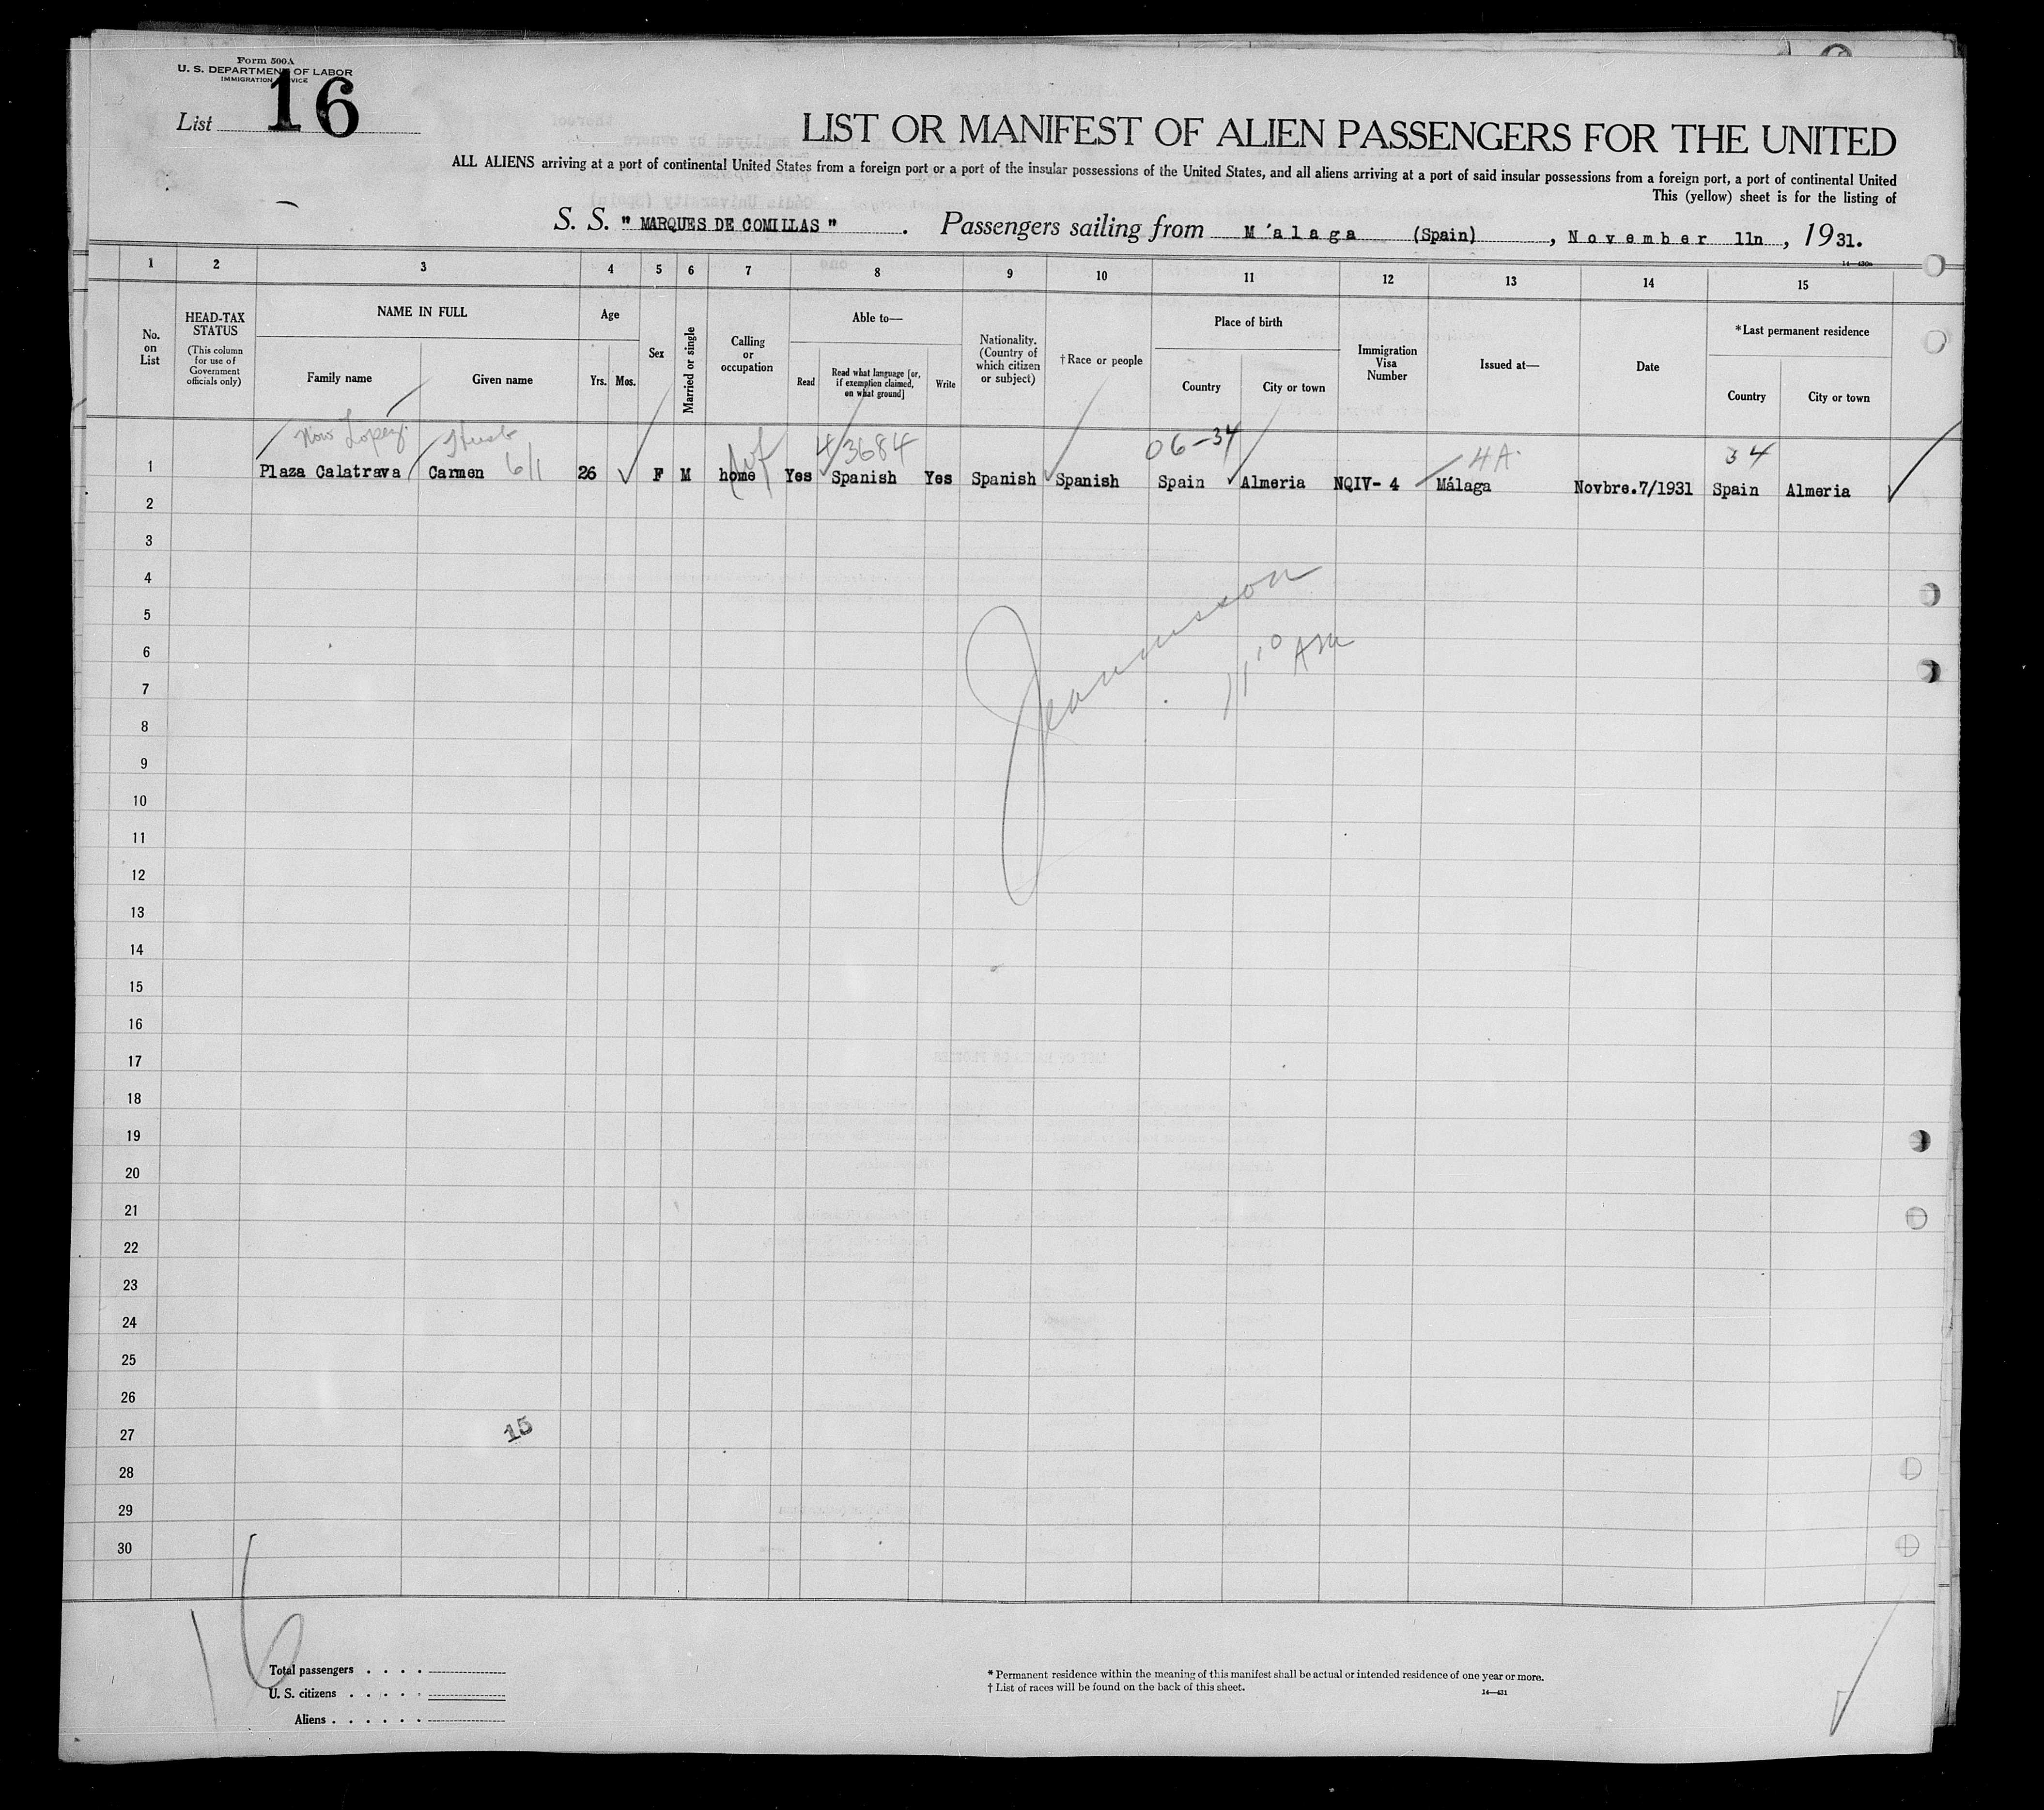 Form 500A
U. S. DEPARTMENT OF LABOR
IMMIGRATION SERVICE
List 16
LIST OR MANIFEST OF ALIEN PASSENGERS FOR THE UNITED
ALL ALIENS arriving at a port of continental United States from a foreign port or a port of the insular possessions of the United States, and all aliens arriving at a port of said insular possessions from a foreign port, a port of continental United
This (yellow) sheet is for the listing of
S. S. " MARQUES DE COMILLAS " . Passengers sailing from M'alaga (Spain) , November 11n , 1931.
1 2 3 4 5 6 7 8 9 10 11 12 13 14 15
No. on List
HEAD-TAX STATUS
(This column for use of Government officials only)
NAME IN FULL
Family name
Given name
Age
Yrs. Mos.
Sex
Married or single
Calling or occupation
Able to—
Read
Read what language [or, if exemption claimed, on what ground]
Write
Nationality. (Country of which citizen or subject)
†Race or people
Place of birth
Country
City or town
Immigration Visa Number
Issued at—
Date
*Last permanent residence
Country
City or town
Now Lopez.
6/1
43684
06-34
HA
34
1 Plaza Calatrava Carmen 26 F M home Yes Spanish Yes Spanish Spanish Spain Almeria NQIV- 4 Málaga Novbre.7/1931 Spain Almeria
2
3
4
5
6
7
8
9
10
11
12
13
14
15
16
17
18
19
20
21
22
23
24
25
26
27
28
29
30
11 10 AM
15
16
Total passengers . . . .
U. S. citizens . . . . .
Aliens . . . . . .
* Permanent residence within the meaning of this manifest shall be actual or intended residence of one year or more.
† List of races will be found on the back of this sheet.
14—431